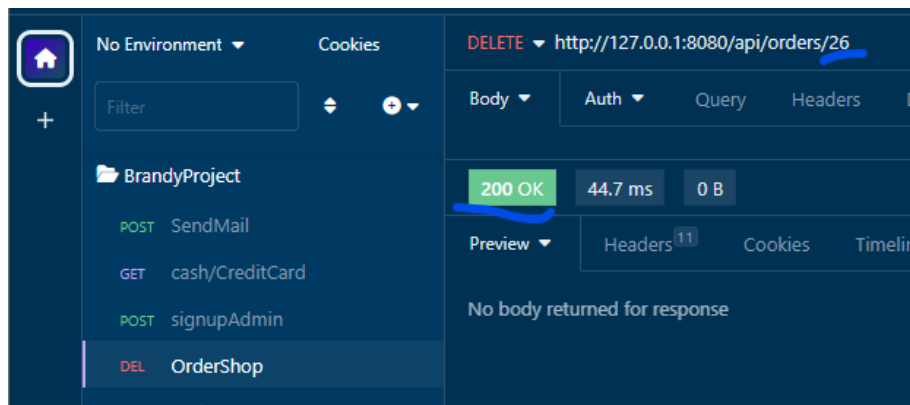 No Environment Cookies
Filter
BrandyProject
POST SendMail
GET cash/CreditCard
POST signupAdmin
DEL OrderShop
DELETE http://127.0.0.1:8080/api/orders/26
Body Auth Query Headers
200 OK 44.7 ms 0 B
Preview Headers 11 Cookies
No body returned for response